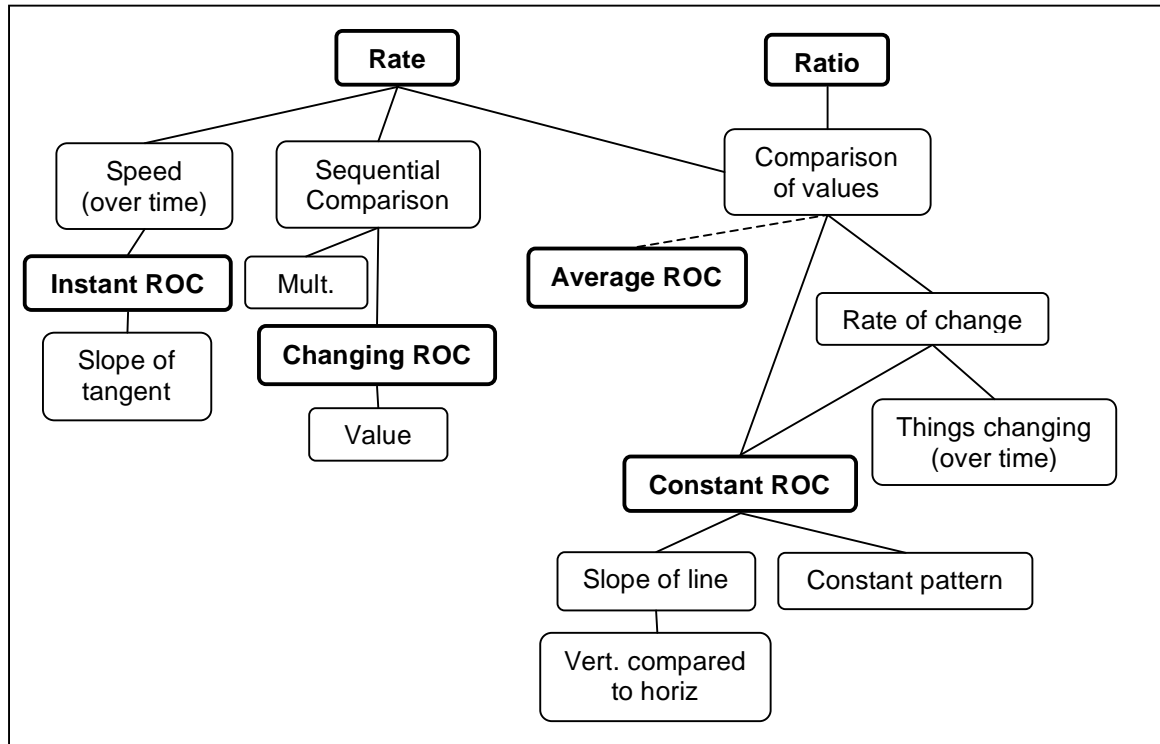 Rate
Ratio
Speed
(over time)
Sequential
Comparison
Comparison
of values
Instant ROC
Mult.
Average ROC
Rate of change
Changing ROC
Slope of
tangent
Value
Things changing
(over time)
Constant ROC
Slope of line
Constant pattern
Vert. compared
to horiz